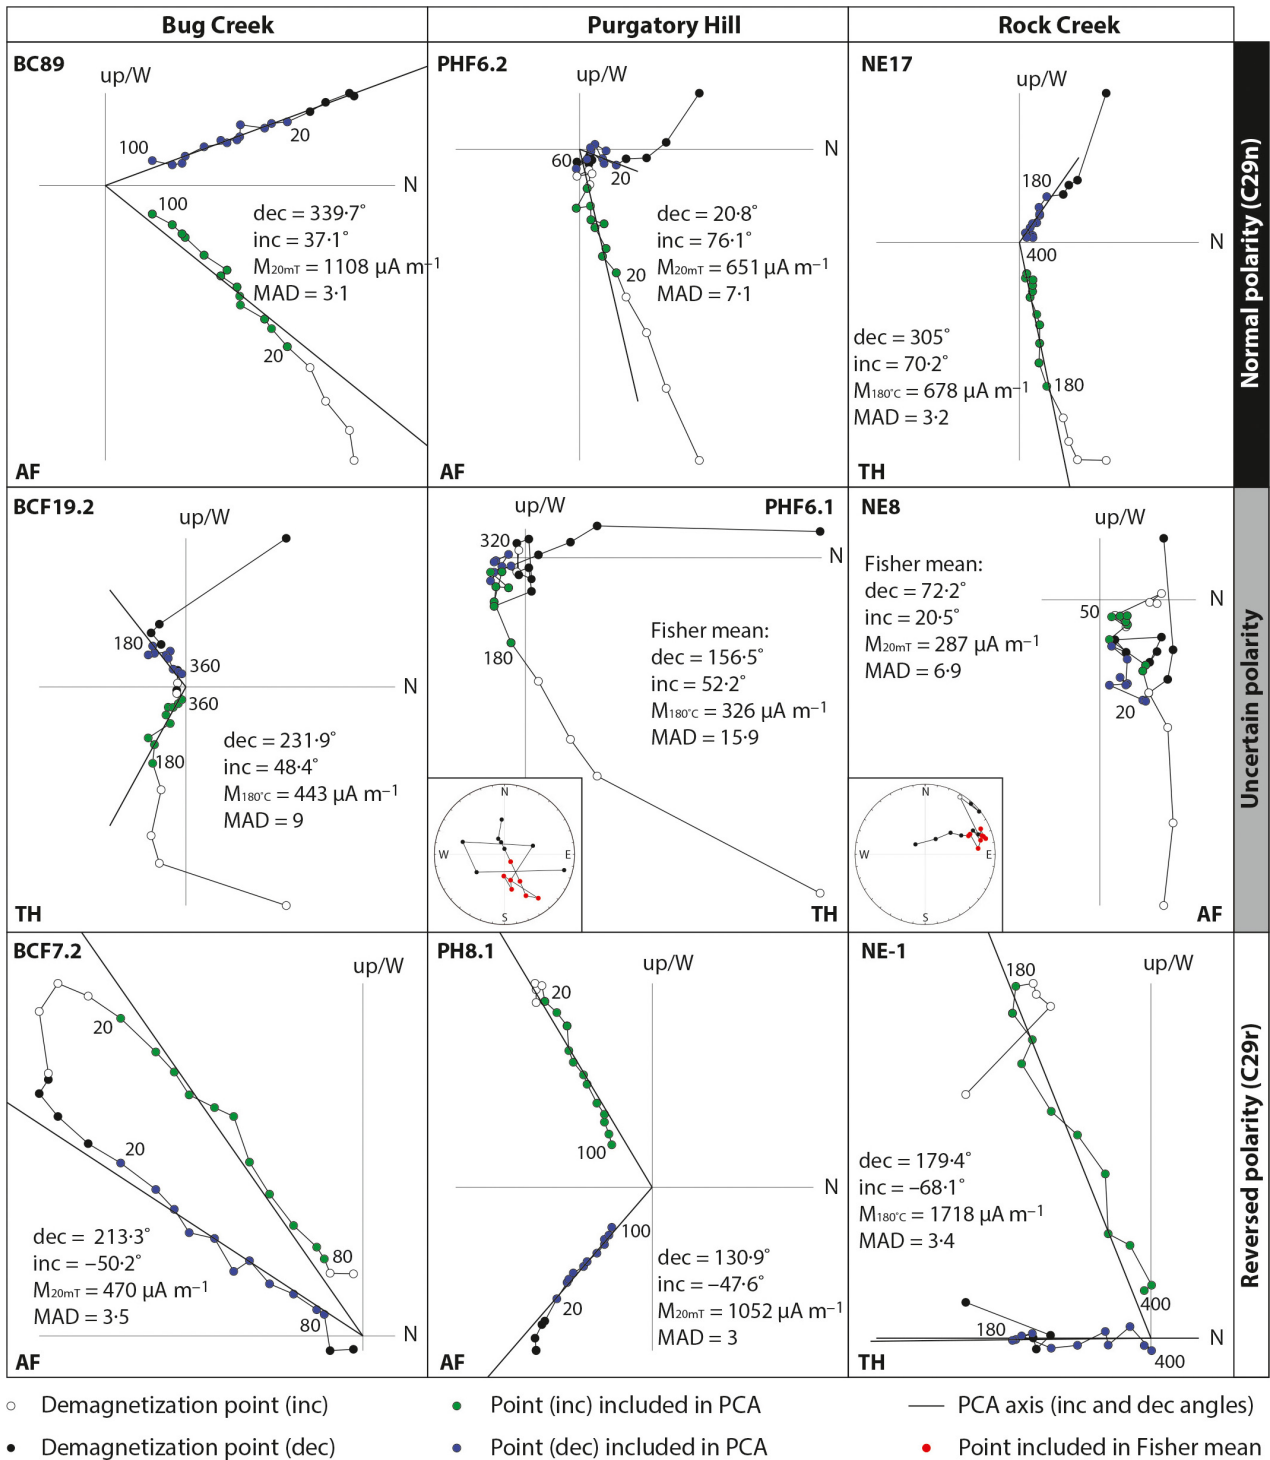 Bug Creek
Purgatory Hill
Rock Creek
BC89
up/W
N
100
20
100
20
dec = 339·7°
inc = 37·1°
M20mT = 1108 µA m–1
MAD = 3·1
AF
PHF6.2
up/W
N
60
20
20
dec = 20·8°
inc = 76·1°
M20mT = 651 µA m–1
MAD = 7·1
AF
NE17
up/W
N
180
400
180
dec = 305°
inc = 70·2°
M180°C = 678 µA m–1
MAD = 3·2
TH
Normal polarity (C29n)
BCF19.2
up/W
N
180
360
360
180
dec = 231·9°
inc = 48·4°
M180°C = 443 µA m–1
MAD = 9
TH
PHF6.1
up/W
N
320
180
Fisher mean:
dec = 156·5°
inc = 52·2°
M180°C = 326 µA m–1
MAD = 15·9
N
W
E
S
TH
NE8
up/W
N
50
20
Fisher mean:
dec = 72·2°
inc = 20·5°
M20mT = 287 µA m–1
MAD = 6·9
N
W
E
S
AF
Uncertain polarity
BCF7.2
up/W
N
20
20
80
80
dec = 213·3°
inc = –50·2°
M20mT = 470 µA m–1
MAD = 3·5
AF
PH8.1
up/W
N
20
100
100
20
dec = 130·9°
inc = –47·6°
M20mT = 1052 µA m–1
MAD = 3
AF
NE-1
up/W
N
180
400
180
400
dec = 179·4°
inc = –68·1°
M180°C = 1718 µA m–1
MAD = 3·4
TH
Reversed polarity (C29r)
Demagnetization point (inc)
Point (inc) included in PCA
PCA axis (inc and dec angles)
Demagnetization point (dec)
Point (dec) included in PCA
Point included in Fisher mean